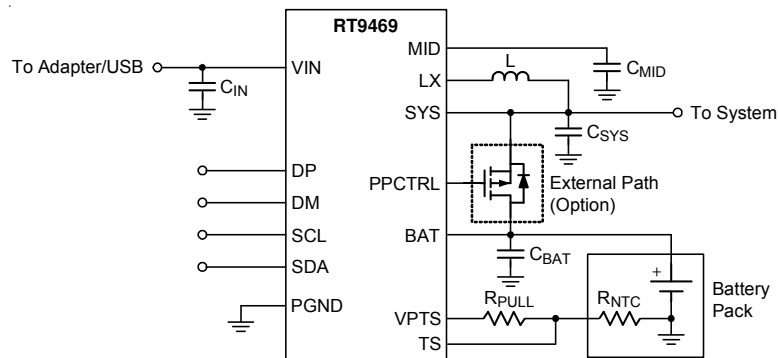 RT9469
To Adapter/USB
VIN
C_IN
MID
C_MID
L
LX
SYS
To System
C_SYS
DP
DM
SCL
SDA
PGND
PPCTRL
External Path
(Option)
BAT
C_BAT
R_PULL
R_NTC
+
Battery
Pack
VPTS
TS